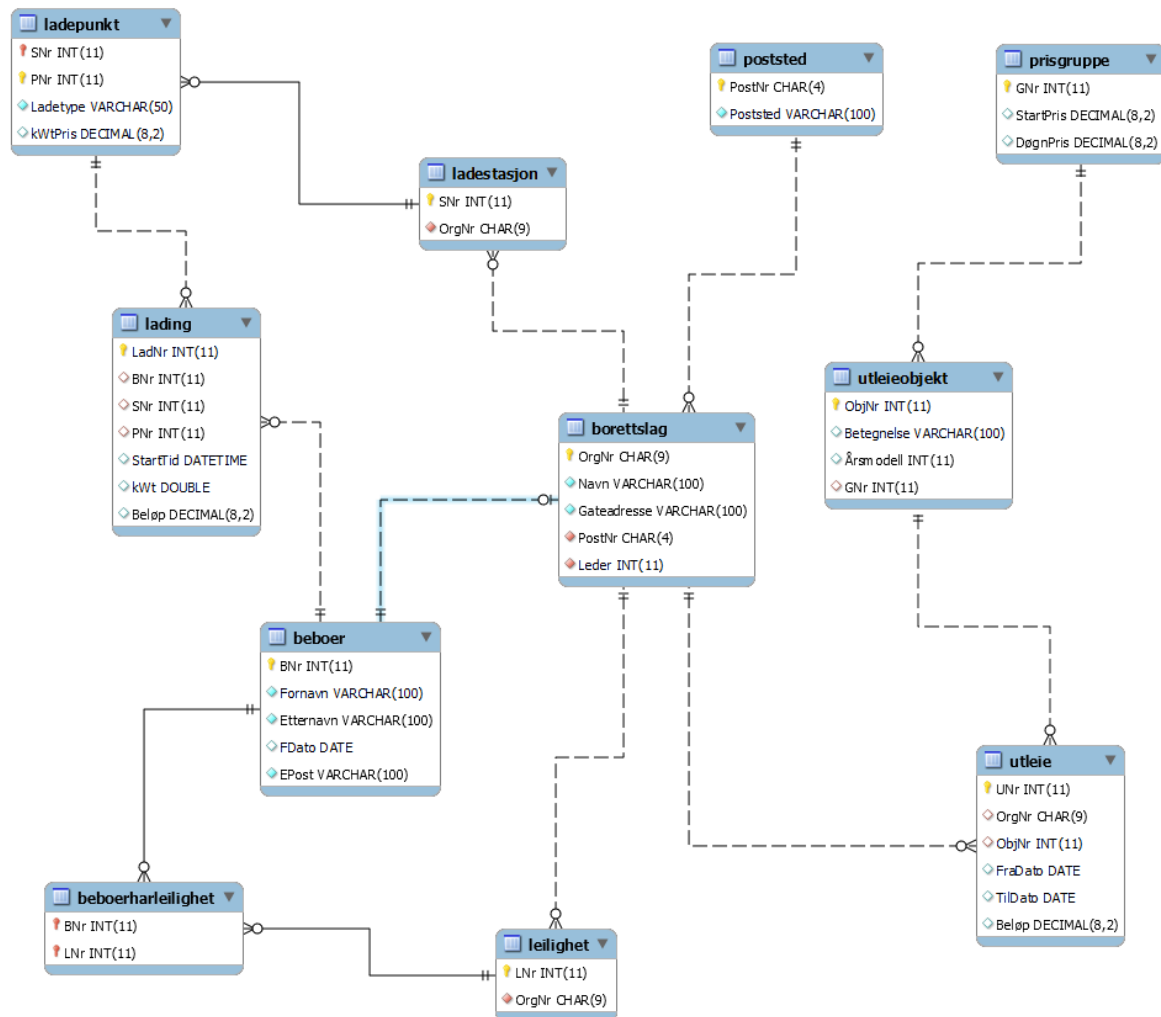 ladepunkt
SNr INT(11)
PNr INT(11)
Ladetype VARCHAR(50)
kWtPris DECIMAL(8,2)
poststed
PostNr CHAR(4)
Poststed VARCHAR(100)
prisgruppe
GNr INT(11)
StartPris DECIMAL(8,2)
DøgnPris DECIMAL(8,2)
ladestasjon
SNr INT(11)
OrgNr CHAR(9)
lading
LadNr INT(11)
BNr INT(11)
SNr INT(11)
PNr INT(11)
StartTid DATETIME
kWt DOUBLE
Beløp DECIMAL(8,2)
utleieobjekt
ObjNr INT(11)
Betegnelse VARCHAR(100)
Årsmodell INT(11)
GNr INT(11)
borettslag
OrgNr CHAR(9)
Navn VARCHAR(100)
Gateadresse VARCHAR(100)
PostNr CHAR(4)
Leder INT(11)
beboer
BNr INT(11)
Fornavn VARCHAR(100)
Etternavn VARCHAR(100)
FDato DATE
EPost VARCHAR(100)
utleie
UNr INT(11)
OrgNr CHAR(9)
ObjNr INT(11)
FraDato DATE
TilDato DATE
Beløp DECIMAL(8,2)
beboerharleilighet
BNr INT(11)
LNr INT(11)
leilighet
LNr INT(11)
OrgNr CHAR(9)